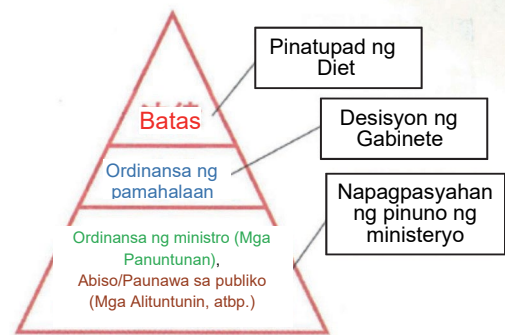 Pinatupad ng
Diet
Batas
Desisyon ng
Gabinete
Ordinansa ng
pamahalaan
Napagpasyahan
ng pinuno ng
ministeryo
Ordinansa ng ministro (Mga
Panuntunan),
Abiso/Paunawa sa publiko
(Mga Alituntunin, atbp.)